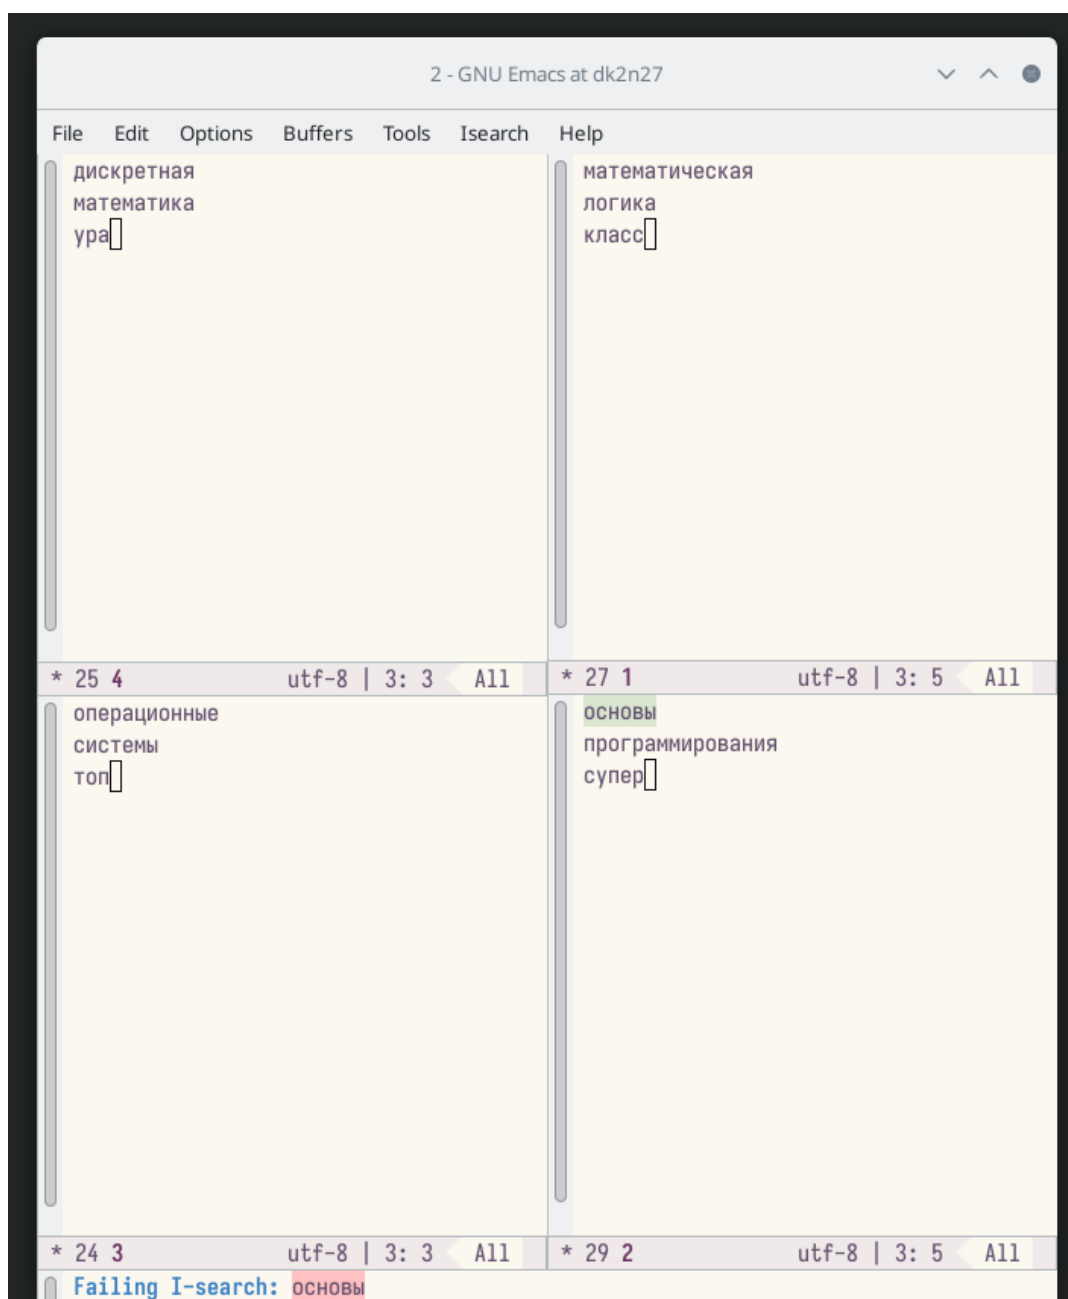 2 - GNU Emacs at dk2n27
File Edit Options Buffers Tools Isearch Help
дискретная
математика
ура
* 25 4 utf-8 | 3: 3 All
математическая
логика
класс
* 27 1 utf-8 | 3: 5 All
операционные
системы
топ
* 24 3 utf-8 | 3: 3 All
основы
программирования
супер
* 29 2 utf-8 | 3: 5 All
Failing I-search: основы